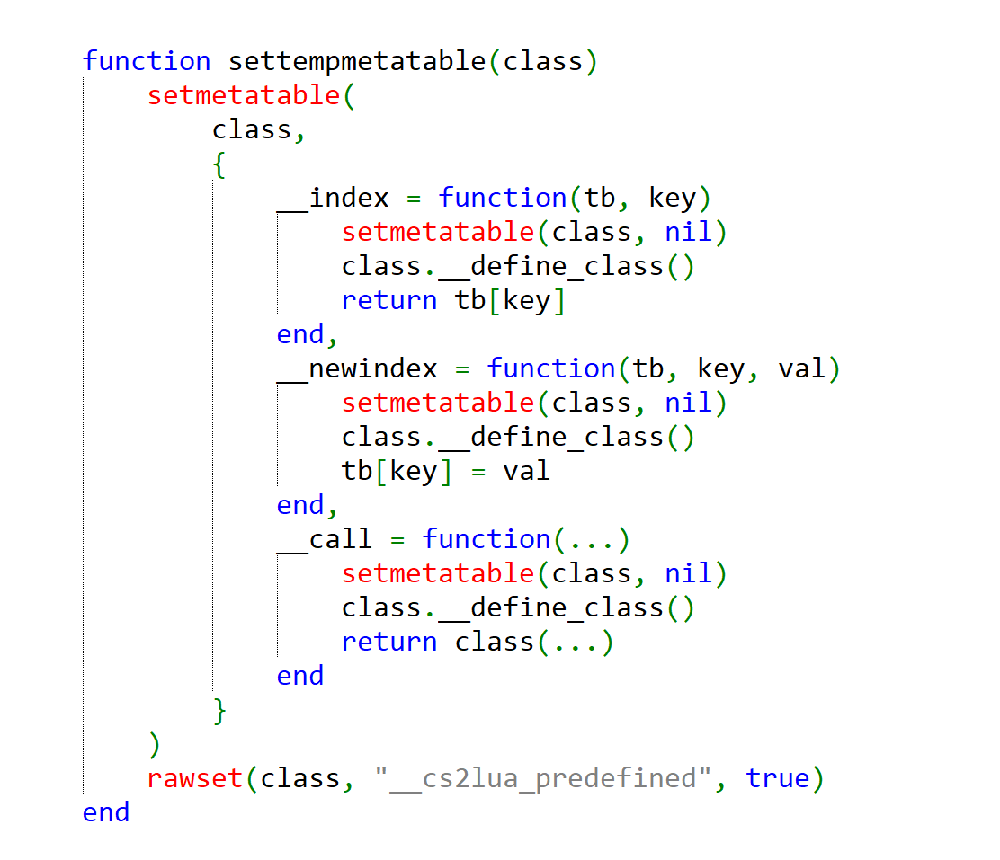 function settempmetatable(class)
    setmetatable(
        class,
        {
            __index = function(tb, key)
                setmetatable(class, nil)
                class.__define_class()
                return tb[key]
            end,
            __newindex = function(tb, key, val)
                setmetatable(class, nil)
                class.__define_class()
                tb[key] = val
            end,
            __call = function(...)
                setmetatable(class, nil)
                class.__define_class()
                return class(...)
            end
        }
    )
    rawset(class, "__cs2lua_predefined", true)
end